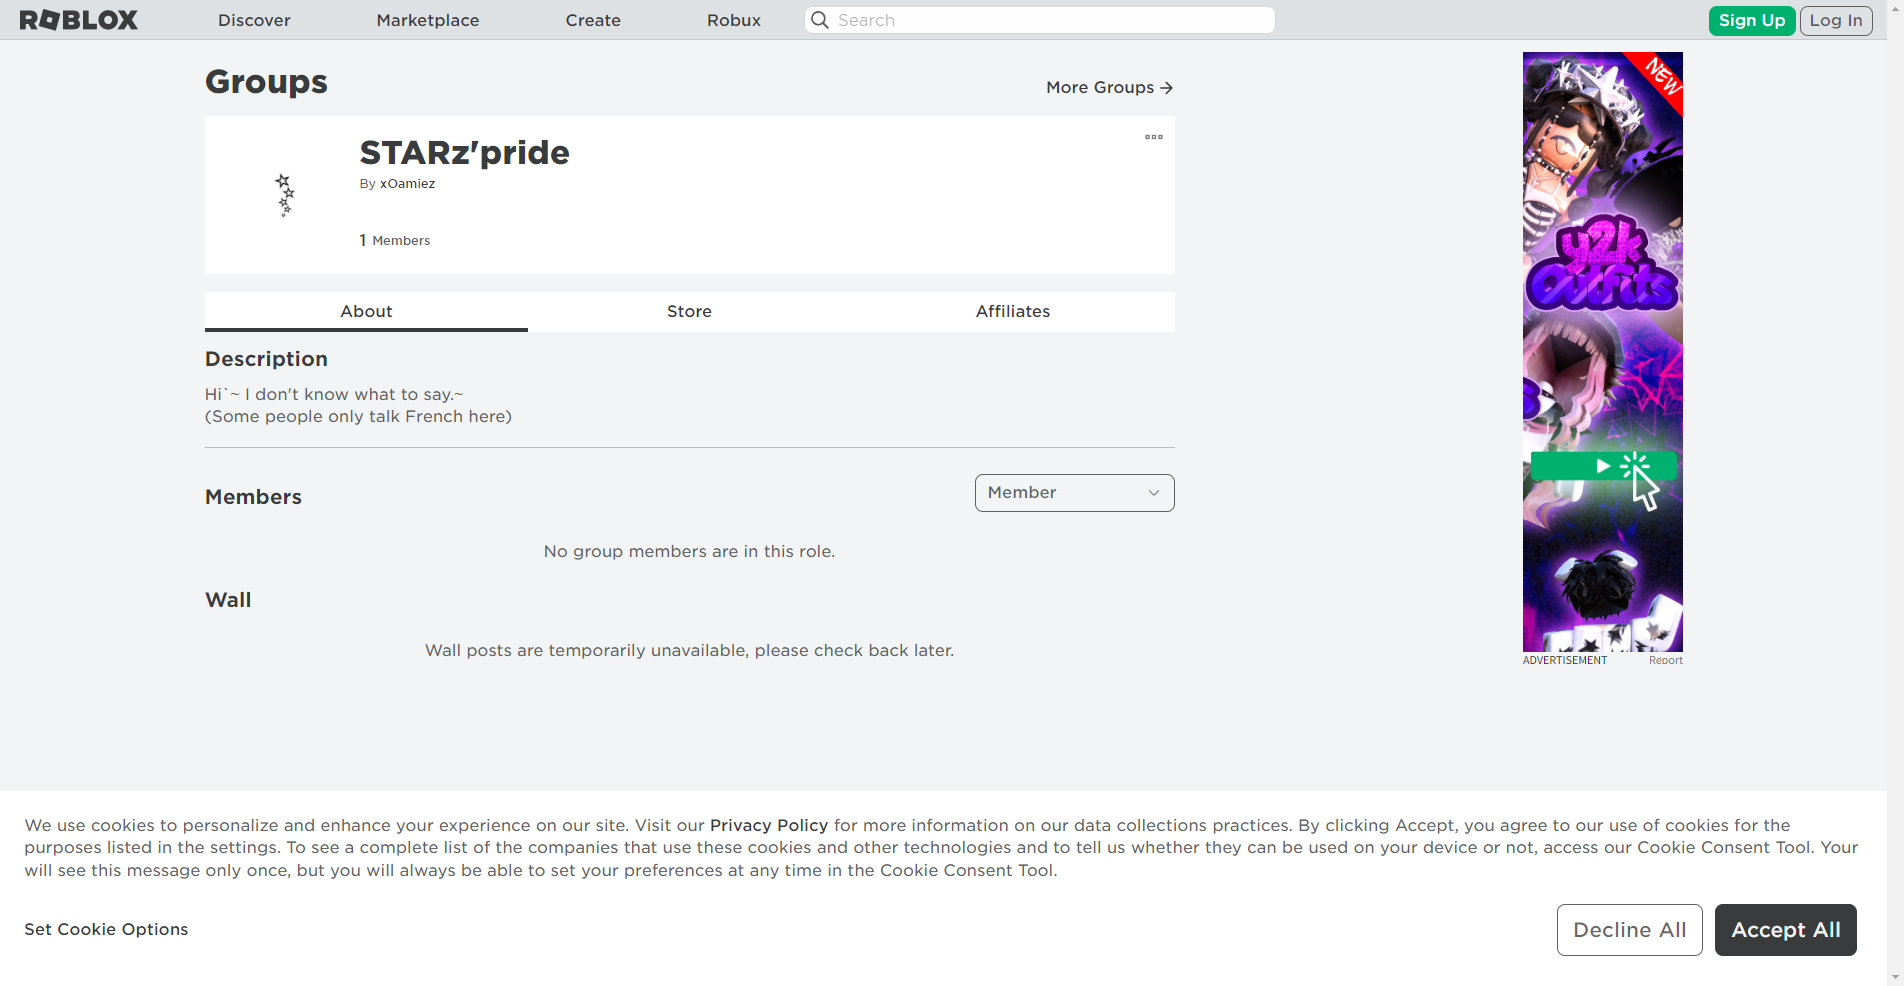 ROBLOX
Discover
Marketplace
Create
Robux
Search
Sign Up
Log In
Groups
More Groups
STARz'pride
By xOamiez
1 Members
About
Store
Affiliates
Description
Hi`~ I don't know what to say.~
(Some people only talk French here)
Members
Member
No group members are in this role.
Wall
Wall posts are temporarily unavailable, please check back later.
NEW
y2k
Outfits
ADVERTISEMENT
Report
We use cookies to personalize and enhance your experience on our site. Visit our Privacy Policy for more information on our data collections practices. By clicking Accept, you agree to our use of cookies for the
purposes listed in the settings. To see a complete list of the companies that use these cookies and other technologies and to tell us whether they can be used on your device or not, access our Cookie Consent Tool. Your
will see this message only once, but you will always be able to set your preferences at any time in the Cookie Consent Tool.
Set Cookie Options
Decline All
Accept All